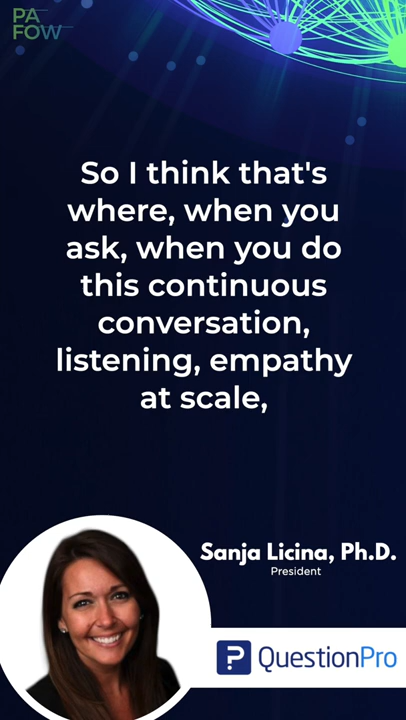 PA
FOW
So I think that's
where, when you
ask, when you do
this continuous
conversation,
listening, empathy
at scale,
Sanja Licina, Ph.D.
President
QuestionPro